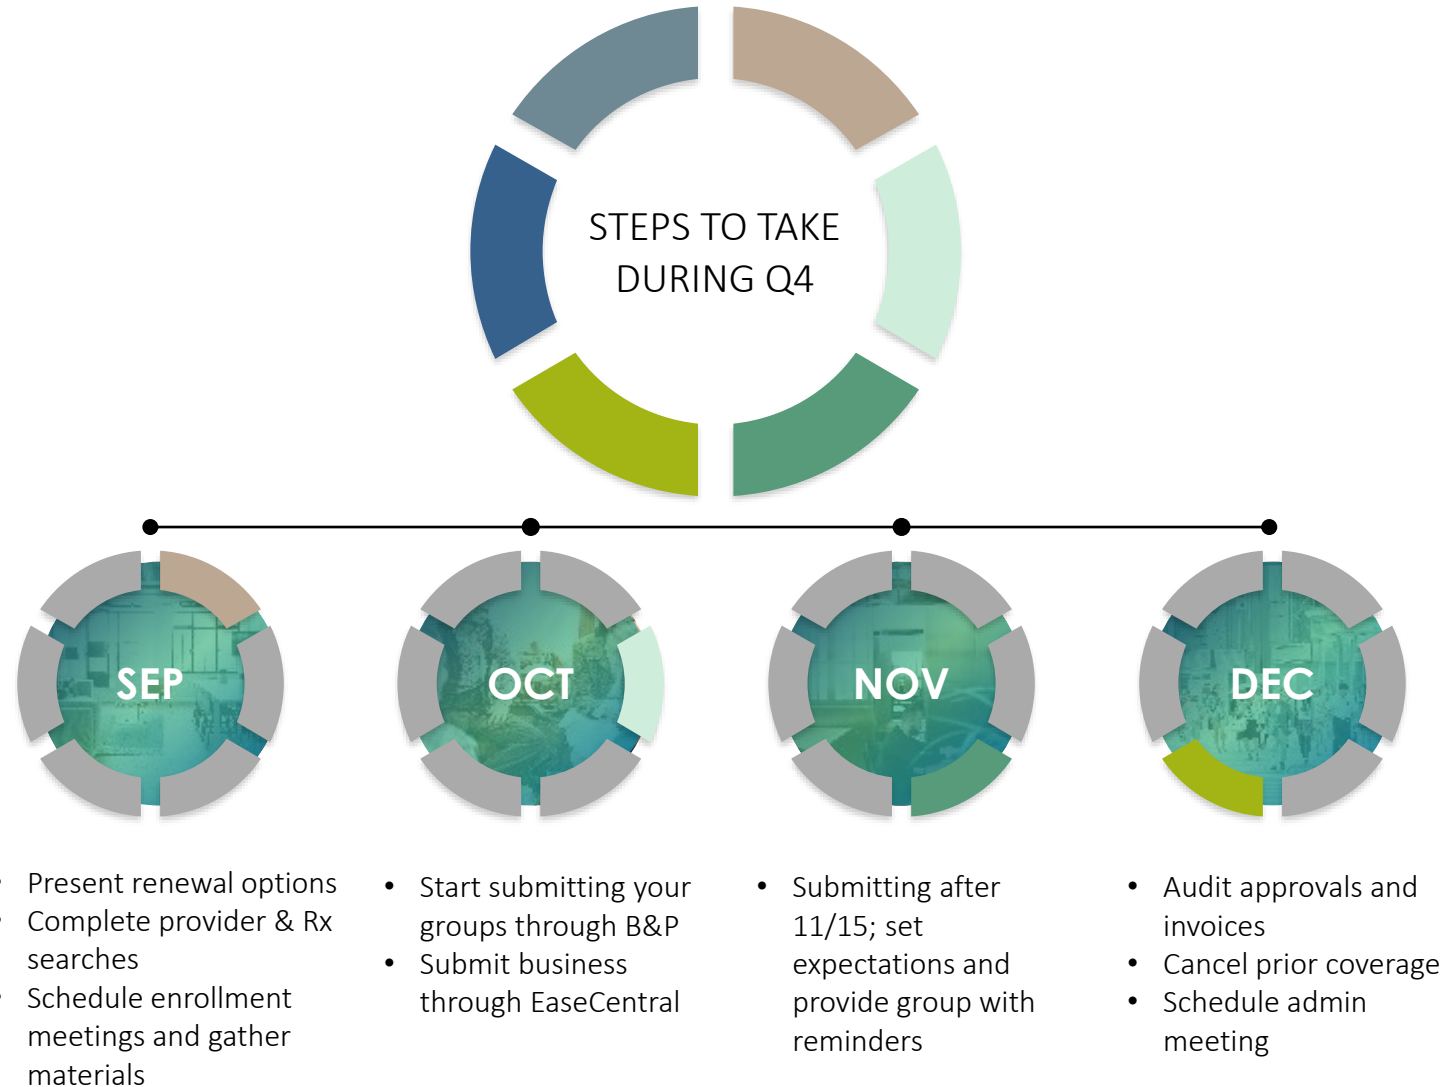 STEPS TO TAKE
DURING Q4
SEP
OCT
NOV
DEC
• Present renewal options
• Complete provider & Rx
searches
• Schedule enrollment
meetings and gather
materials
• Start submitting your
groups through B&P
• Submit business
through EaseCentral
• Submitting after
11/15; set
expectations and
provide group with
reminders
• Audit approvals and
invoices
• Cancel prior coverage
• Schedule admin
meeting